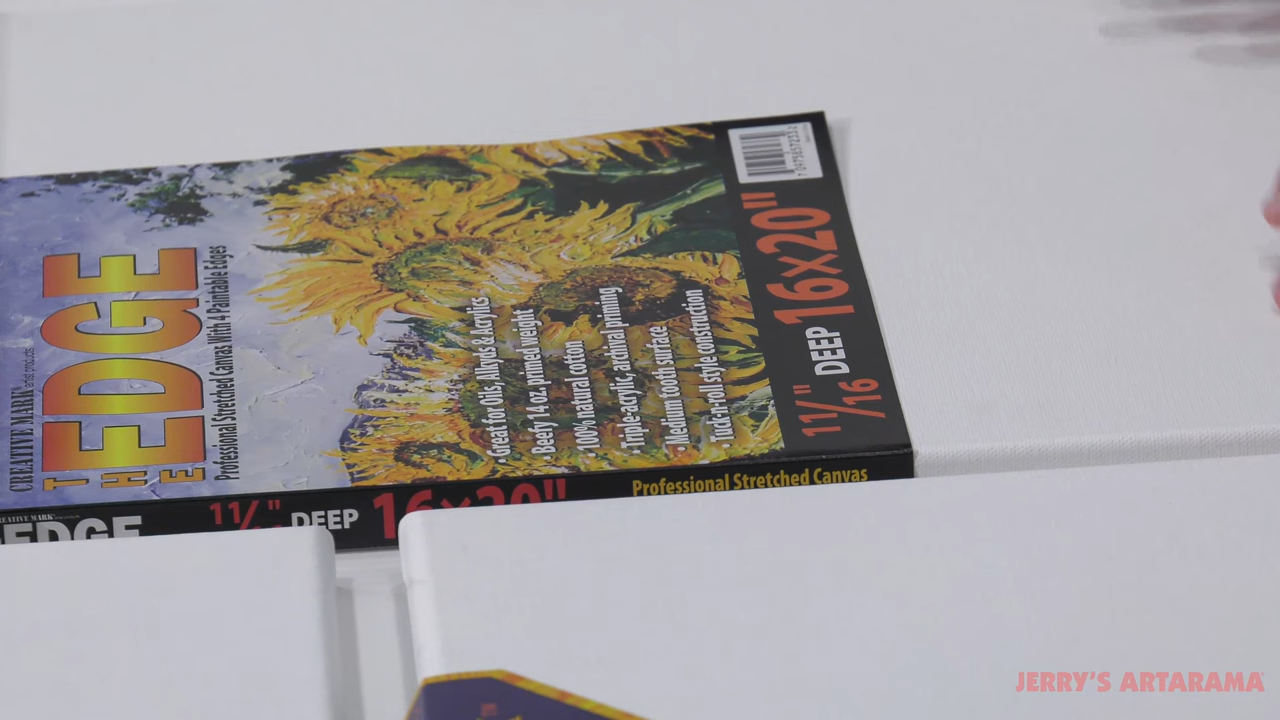 CREATIVE MARK
THE
EDGE
Professional Stretched Canvas With 4 Paintable Edges
• Great for Oils, Alkyds & Acrylics
• Beefy 14 oz. primed weight
• 100% natural cotton
• Triple-acrylic, archival priming
• Medium tooth surface
• Tuck-n-roll style construction
11/16" DEEP 16x20"
EDGE
DEEP 16x20"
Professional Stretched Canvas
JERRY'S ARTARAMA